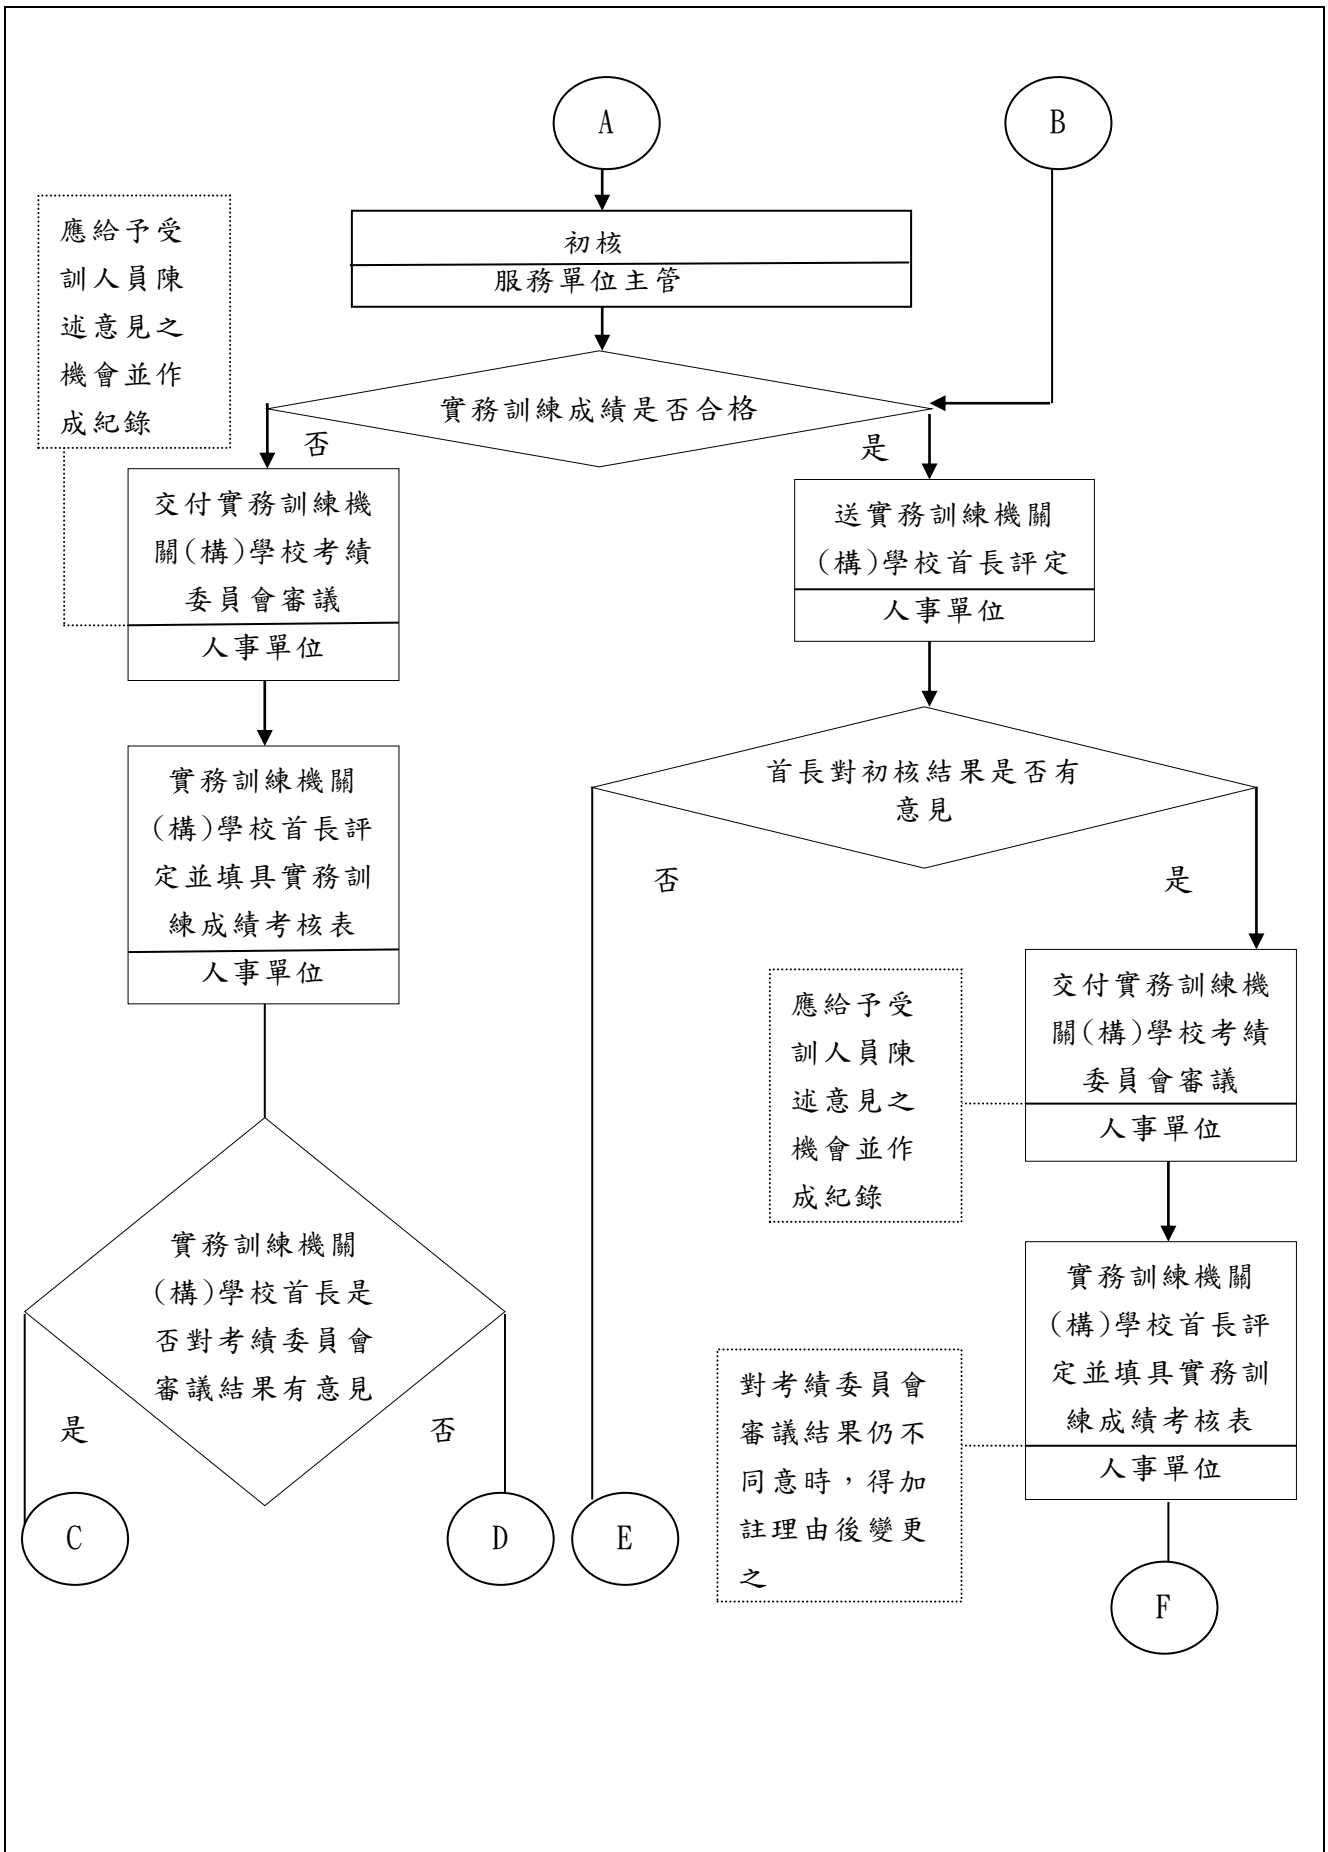 A
B
應給予受
訓人員陳
述意見之
機會並作
成紀錄
初核
服務單位主管
實務訓練成績是否合格
否
是
交付實務訓練機
關(構)學校考績
委員會審議
人事單位
送實務訓練機關
(構)學校首長評定
人事單位
實務訓練機關
(構)學校首長評
定並填具實務訓
練成績考核表
人事單位
首長對初核結果是否有
意見
否
是
應給予受
訓人員陳
述意見之
機會並作
成紀錄
交付實務訓練機
關(構)學校考績
委員會審議
人事單位
實務訓練機關
(構)學校首長是
否對考績委員會
審議結果有意見
是
否
對考績委員會
審議結果仍不
同意時，得加
註理由後變更
之
實務訓練機關
(構)學校首長評
定並填具實務訓
練成績考核表
人事單位
C
D
E
F